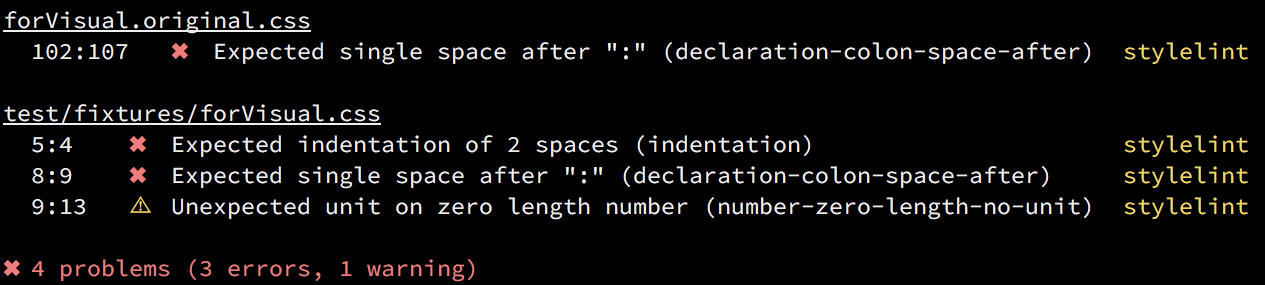 forVisual.original.css
102:107 ✖ Expected single space after ":" (declaration-colon-space-after) stylelint
test/fixtures/forVisual.css
5:4 ✖ Expected indentation of 2 spaces (indentation) stylelint
8:9 ✖ Expected single space after ":" (declaration-colon-space-after) stylelint
9:13 ⚠ Unexpected unit on zero length number (number-zero-length-no-unit) stylelint
✖ 4 problems (3 errors, 1 warning)